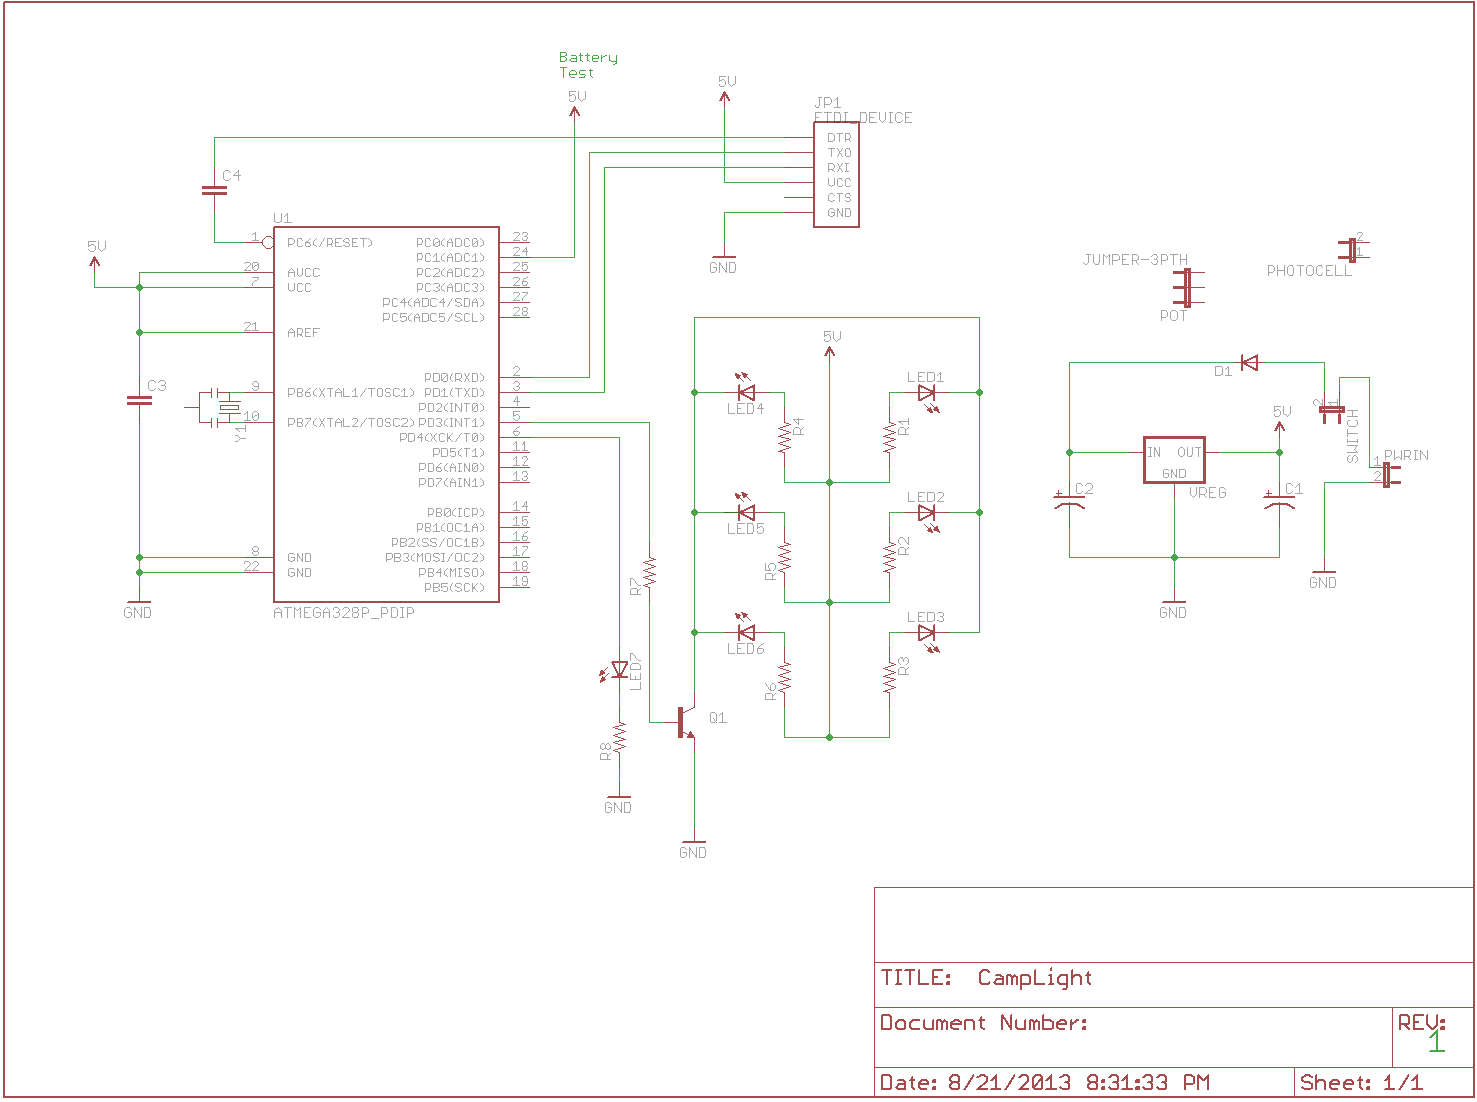 Battery
Test
5V
5V
JP1
FTDI_DEVICE
DTR
TXO
RXI
VCC
CTS
GND
GND
C4
U1
5V
1 PC6(/RESET) PC0(ADC0) 23
PC1(ADC1) 24
20 AVCC PC2(ADC2) 25
7 VCC PC3(ADC3) 26
PC4(ADC4/SDA) 27
PC5(ADC5/SCL) 28
21 AREF
PD0(RXD) 2
9 PB6(XTAL1/TOSC1) PD1(TXD) 3
PD2(INT0) 4
10 PB7(XTAL2/TOSC2) PD3(INT1) 5
PD4(XCK/T0) 6
PD5(T1) 11
PD6(AIN0) 12
PD7(AIN1) 13
PB0(ICP) 14
PB1(OC1A) 15
PB2(SS/OC1B) 16
8 GND PB3(MOSI/OC2) 17
22 GND PB4(MISO) 18
PB5(SCK) 19
ATMEGA328P_PDIP
C3
Y1
GND
5V
LED4
R4
LED1
R1
LED5
R5
LED2
R2
LED6
R6
LED3
R3
R7
LED7
R8
GND
Q1
GND
JUMPER-3PTH
POT
2
1
PHOTOCELL
D1
2
1
SWITCH
5V
1
2
PWRIN
IN OUT
GND
VREG
+
C2
+
C1
GND
GND
TITLE: CampLight
Document Number:
REV:
1
Date: 8/21/2013 8:31:33 PM
Sheet: 1/1